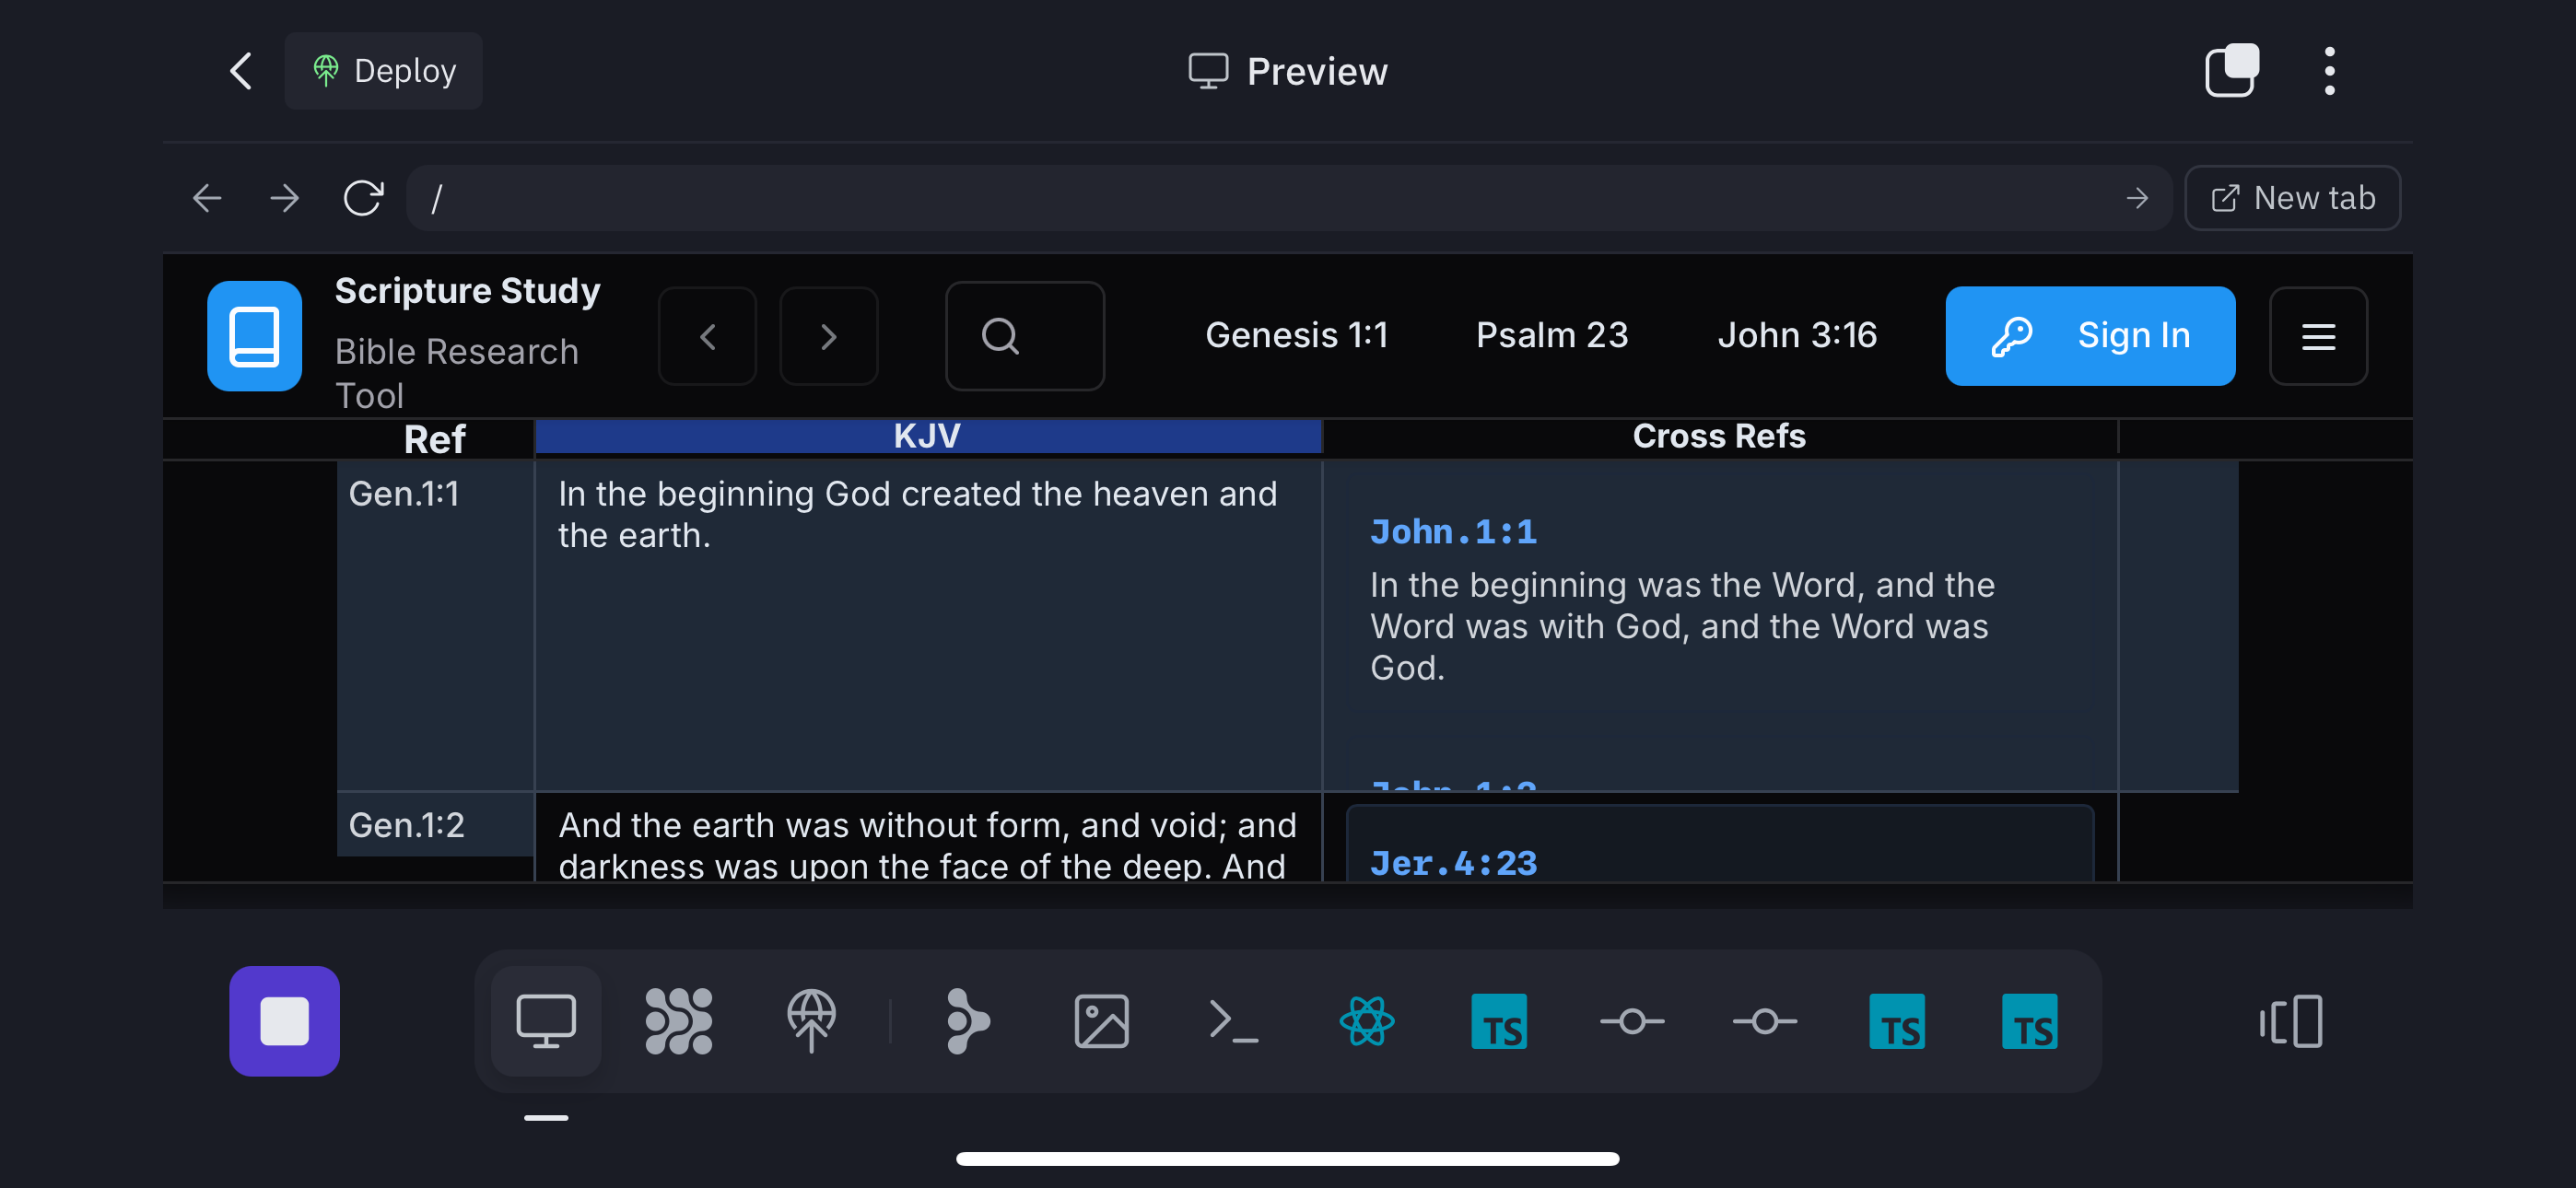 Deploy
Preview
/
New tab
Scripture Study
Bible Research
Tool
Genesis 1:1
Psalm 23
John 3:16
Sign In
Ref
KJV
Cross Refs
Gen.1:1
In the beginning God created the heaven and
the earth.
John.1:1
In the beginning was the Word, and the
Word was with God, and the Word was
God.
Gen.1:2
And the earth was without form, and void; and
darkness was upon the face of the deep. And
Jer.4:23
TS
TS
TS